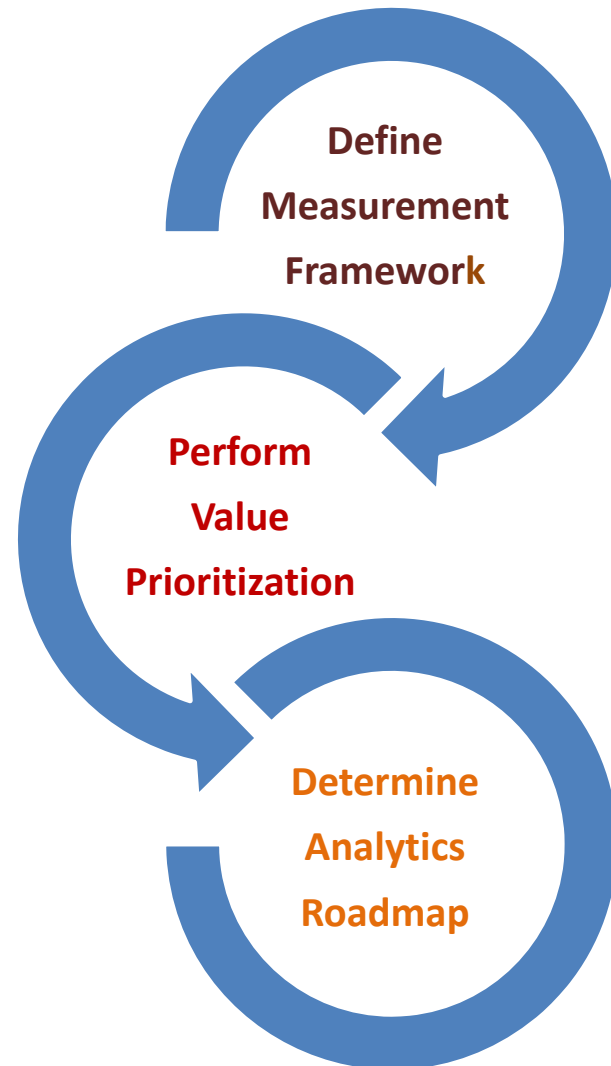 Define
Measurement
Framework
Perform
Value
Prioritization
Determine
Analytics
Roadmap